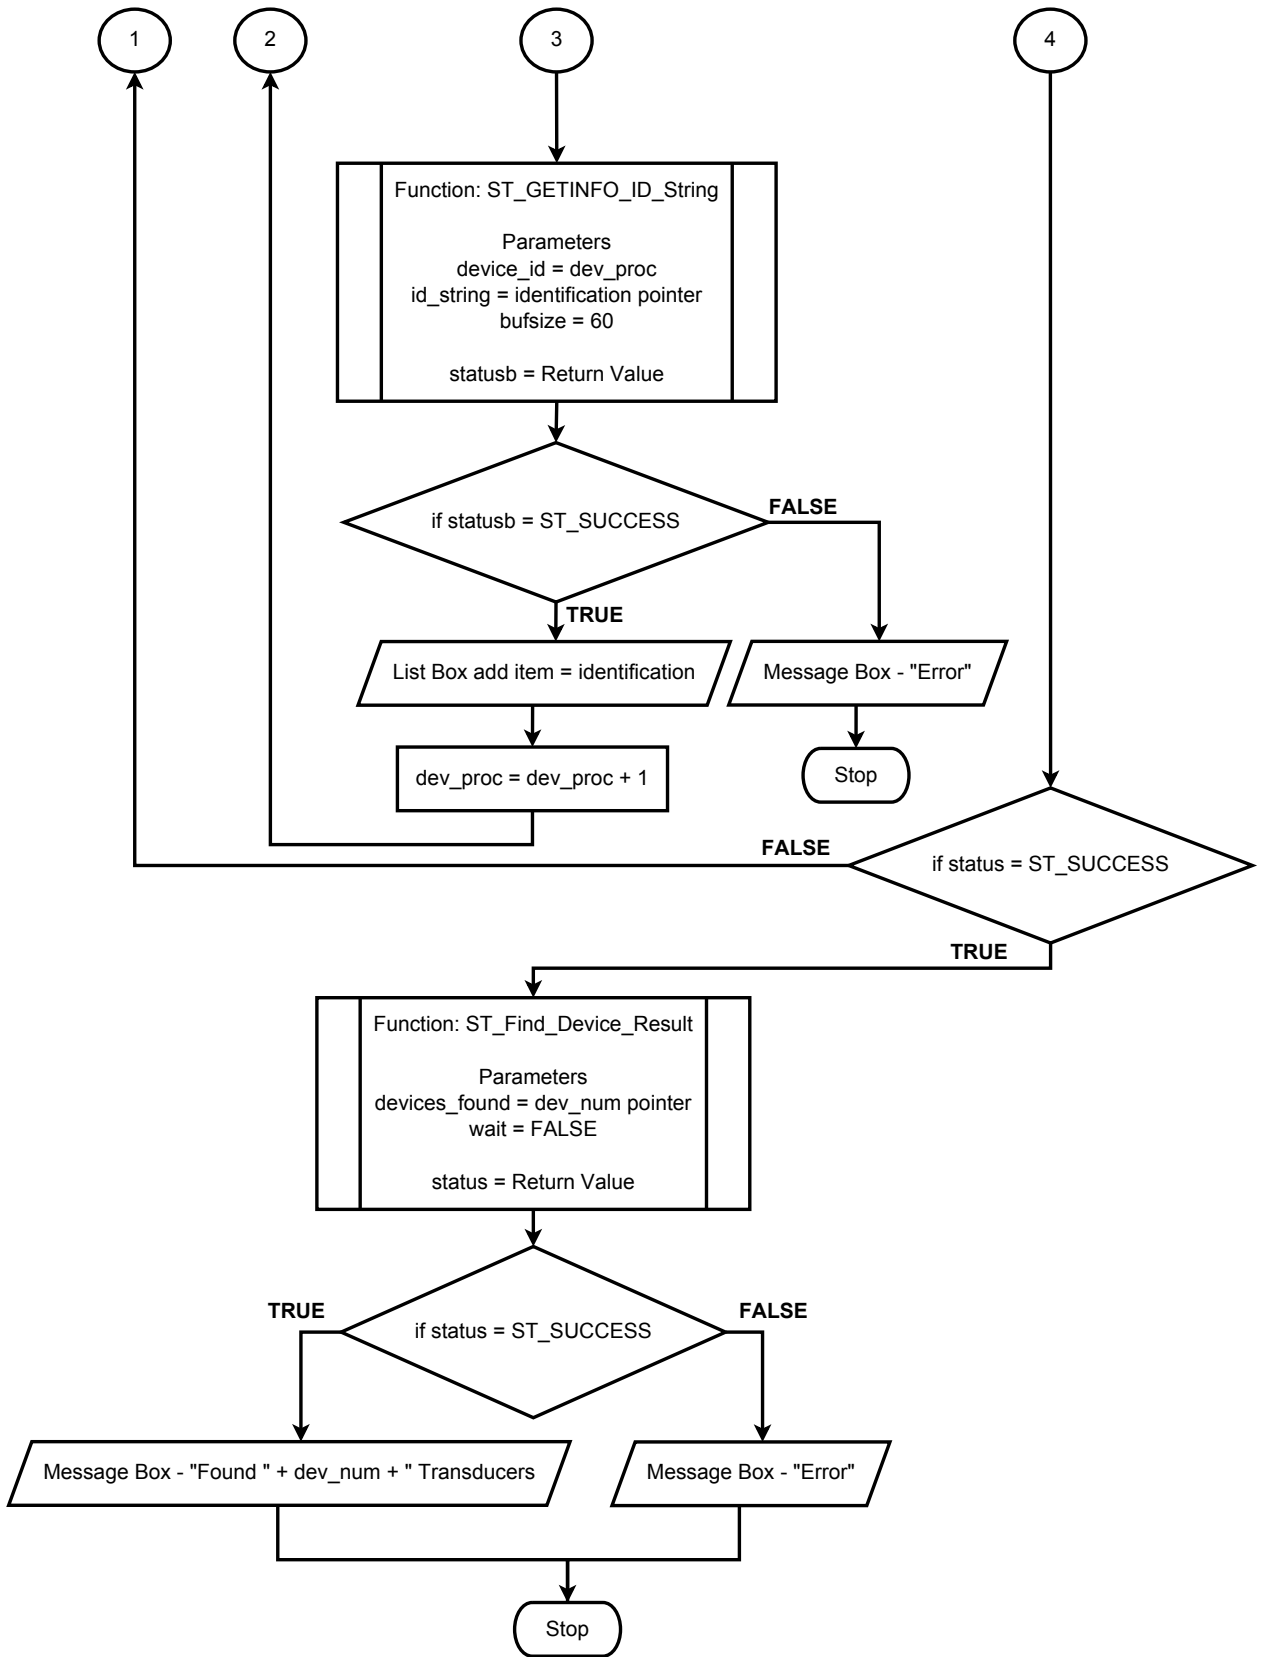 1
2
3
4
Function: ST_GETINFO_ID_String
Parameters
device_id = dev_proc
id_string = identification pointer
bufsize = 60
statusb = Return Value
if statusb = ST_SUCCESS
FALSE
TRUE
List Box add item = identification
Message Box - "Error"
dev_proc = dev_proc + 1
Stop
FALSE
if status = ST_SUCCESS
TRUE
Function: ST_Find_Device_Result
Parameters
devices_found = dev_num pointer
wait = FALSE
status = Return Value
TRUE
FALSE
if status = ST_SUCCESS
Message Box - "Found " + dev_num + " Transducers
Message Box - "Error"
Stop